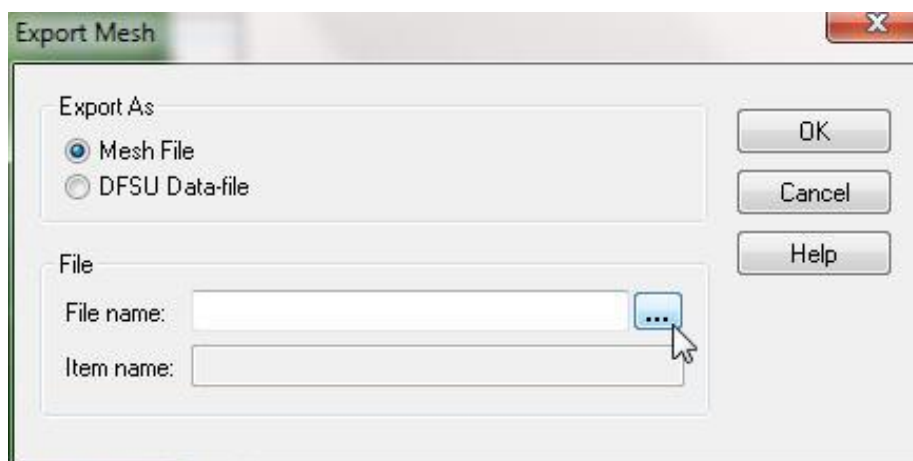 Export Mesh
Export As
Mesh File
DFSU Data-file
OK
Cancel
Help
File
File name:
...
Item name: